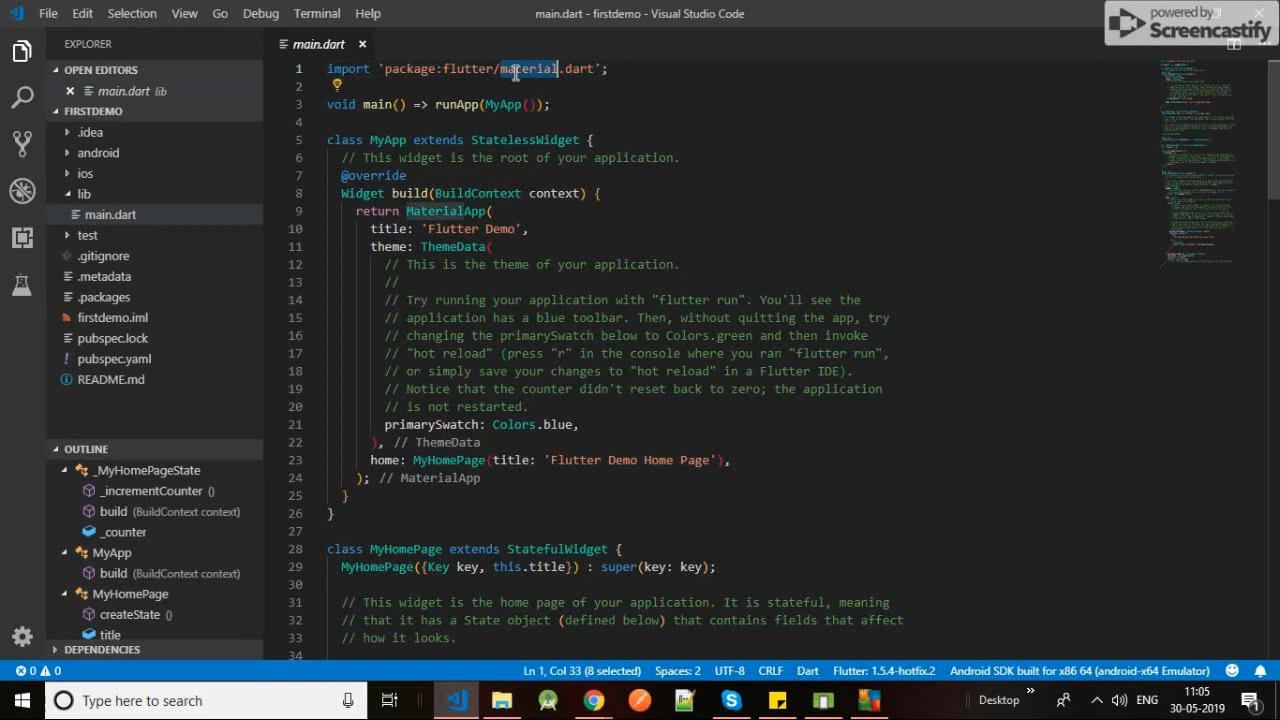 File Edit Selection View Go Debug Terminal Help
main.dart - firstdemo - Visual Studio Code
powered by
Screencastify
EXPLORER
OPEN EDITORS
main.dart lib
FIRSTDEMO
.idea
android
ios
lib
main.dart
test
.gitignore
.metadata
.packages
firstdemo.iml
pubspec.lock
pubspec.yaml
README.md
OUTLINE
_MyHomePageState
_incrementCounter ()
build (BuildContext context)
_counter
MyApp
build (BuildContext context)
MyHomePage
createState ()
title
DEPENDENCIES
main.dart
1 import 'package:flutter/material.dart';
2
3 void main() => runApp(MyApp());
4
5 class MyApp extends StatelessWidget {
6 // This widget is the root of your application.
7 @override
8 Widget build(BuildContext context) {
9 return MaterialApp(
10 title: 'Flutter Demo',
11 theme: ThemeData(
12 // This is the theme of your application.
13 //
14 // Try running your application with "flutter run". You'll see the
15 // application has a blue toolbar. Then, without quitting the app, try
16 // changing the primarySwatch below to Colors.green and then invoke
17 // "hot reload" (press "r" in the console where you ran "flutter run",
18 // or simply save your changes to "hot reload" in a Flutter IDE).
19 // Notice that the counter didn't reset back to zero; the application
20 // is not restarted.
21 primarySwatch: Colors.blue,
22 ), // ThemeData
23 home: MyHomePage(title: 'Flutter Demo Home Page'),
24 ); // MaterialApp
25 }
26 }
27
28 class MyHomePage extends StatefulWidget {
29 MyHomePage({Key key, this.title}) : super(key: key);
30
31 // This widget is the home page of your application. It is stateful, meaning
32 // that it has a State object (defined below) that contains fields that affect
33 // how it looks.
34
0 0 Ln 1, Col 33 (8 selected) Spaces: 2 UTF-8 CRLF Dart Flutter: 1.5.4-hotfix.2 Android SDK built for x86 64 (android-x64 Emulator) 1
Type here to search
Desktop
ENG
11:05
30-05-2019
1